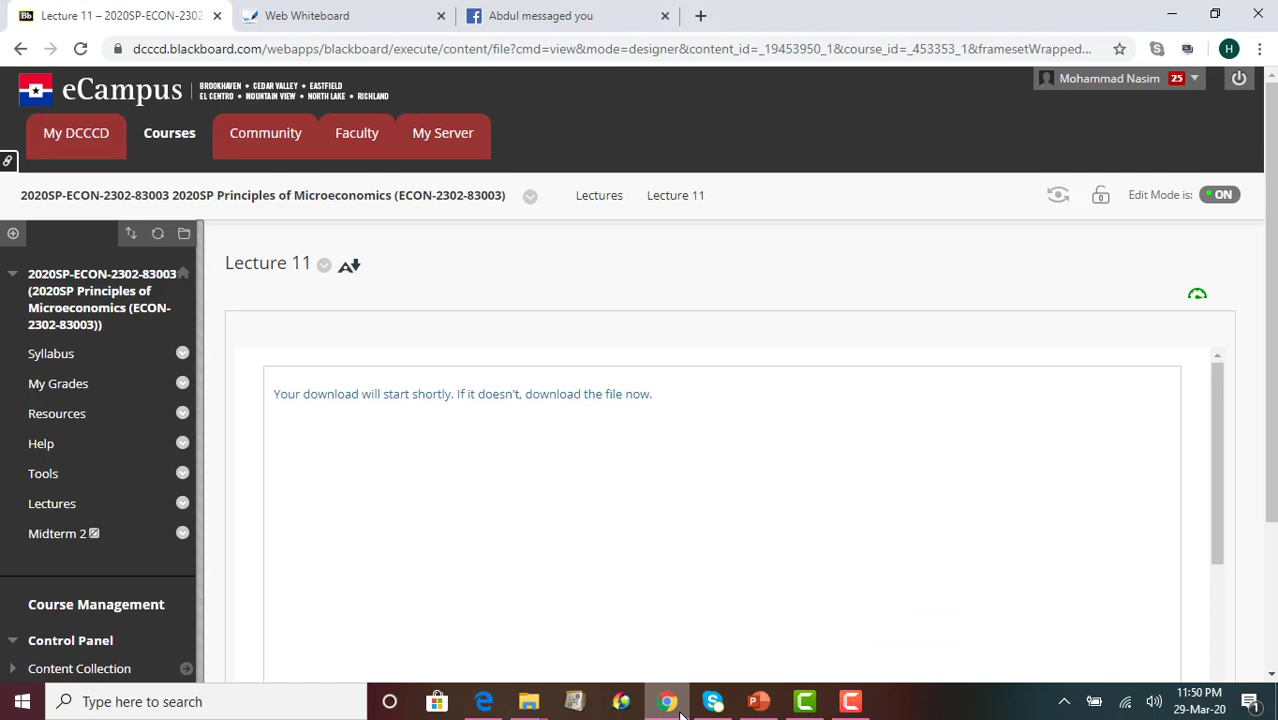 Lecture 11 – 2020SP-ECON-2302
Web Whiteboard
Abdul messaged you
dcccd.blackboard.com/webapps/blackboard/execute/content/file?cmd=view&mode=designer&content_id=_19453950_1&course_id=_453353_1&framesetWrapped...
H
eCampus
BROOKHAVEN • CEDAR VALLEY • EASTFIELD
EL CENTRO • MOUNTAIN VIEW • NORTH LAKE • RICHLAND
Mohammad Nasim 25
My DCCCD
Courses
Community
Faculty
My Server
2020SP-ECON-2302-83003 2020SP Principles of Microeconomics (ECON-2302-83003)
Lectures
Lecture 11
Edit Mode is: ON
2020SP-ECON-2302-83003
(2020SP Principles of
Microeconomics (ECON-
2302-83003))
Syllabus
My Grades
Resources
Help
Tools
Lectures
Midterm 2
Course Management
Control Panel
Content Collection
Lecture 11
Your download will start shortly. If it doesn't, download the file now.
Type here to search
11:50 PM
29-Mar-20
1